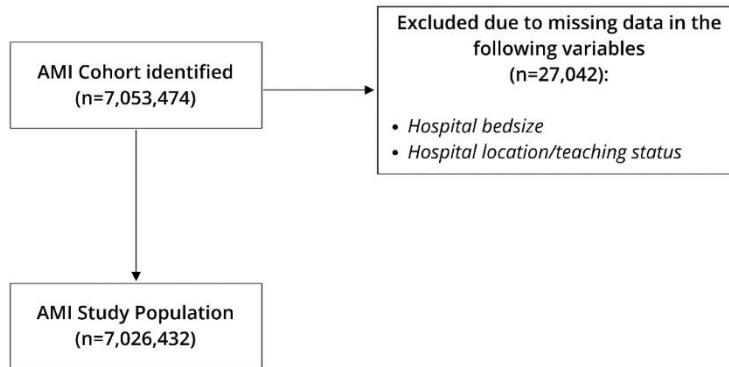 AMI Cohort identified
(n=7,053,474)
Excluded due to missing data in the
following variables
(n=27,042):
• Hospital bedsize
• Hospital location/teaching status
AMI Study Population
(n=7,026,432)